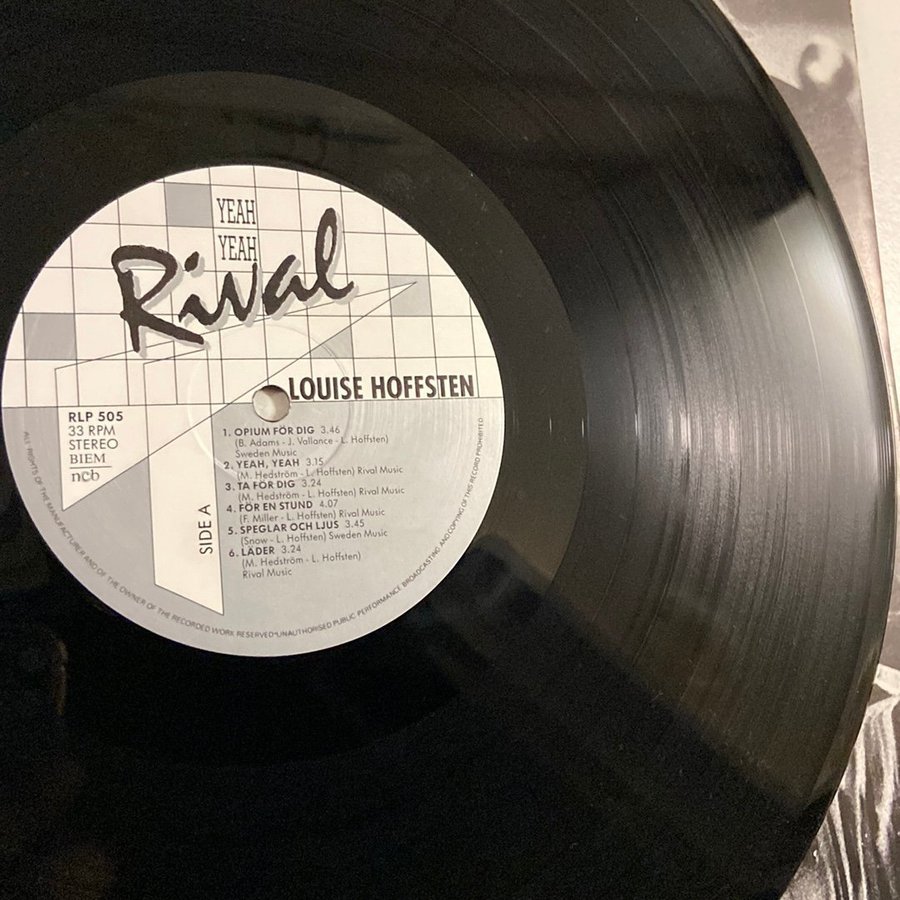 YEAH
YEAH
Rival
LOUISE HOFFSTEN
RLP 505
33 RPM
STEREO
BIEM
ncb
SIDE A
1. OPIUM FÖR DIG 3.46
(B. Adams - J. Vallance - L. Hoffsten)
Sweden Music
2. YEAH, YEAH 3.15
(M. Hedström - L. Hoffsten) Rival Music
3. TA FÖR DIG 3.24
(M. Hedström - L. Hoffsten) Rival Music
4. FÖR EN STUND 4.07
(F. Miller - L. Hoffsten) Rival Music
5. SPEGLAR OCH LJUS 3.45
(Snow - L. Hoffsten) Sweden Music
6. LÄDER 3.24
(M. Hedström - L. Hoffsten)
Rival Music
ALL RIGHTS OF THE MANUFACTURER AND OF THE OWNER OF THE RECORDED WORK RESERVED·UNAUTHORISED PUBLIC PERFORMANCE BROADCASTING AND COPYING OF THIS RECORD PROHIBITED